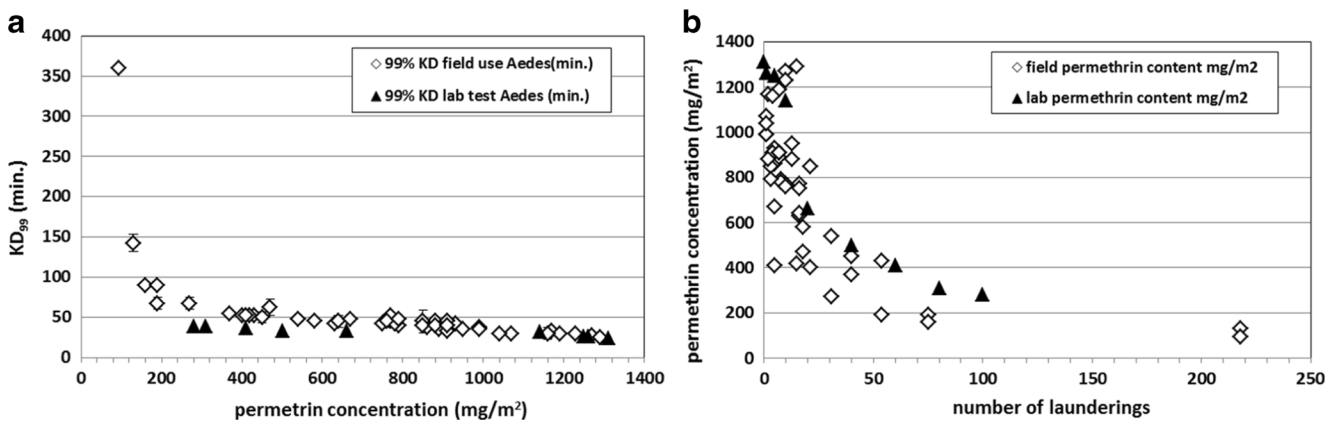 a
400
350
300
250
200
150
100
50
0
KD99 (min.)
99% KD field use Aedes(min.)
99% KD lab test Aedes (min.)
0 200 400 600 800 1000 1200 1400
permetrin concentration (mg/m²)
b
1400
1200
1000
800
600
400
200
0
permethrin concentration (mg/m²)
field permethrin content mg/m2
lab permethrin content mg/m2
0 50 100 150 200 250
number of launderings